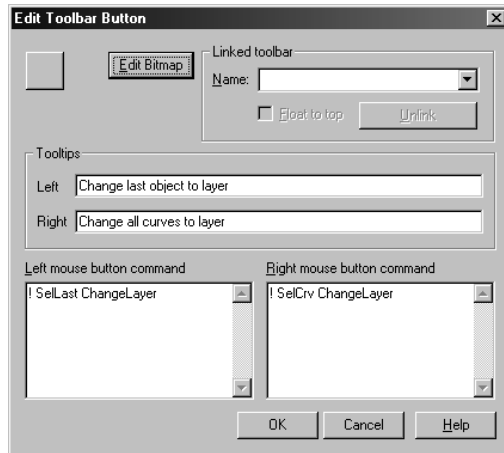 Edit Toolbar Button
Edit Bitmap
Linked toolbar
Name:
Float to top
Unlink
Tooltips
Left Change last object to layer
Right Change all curves to layer
Left mouse button command
! SelLast ChangeLayer
Right mouse button command
! SelCrv ChangeLayer
OK Cancel Help